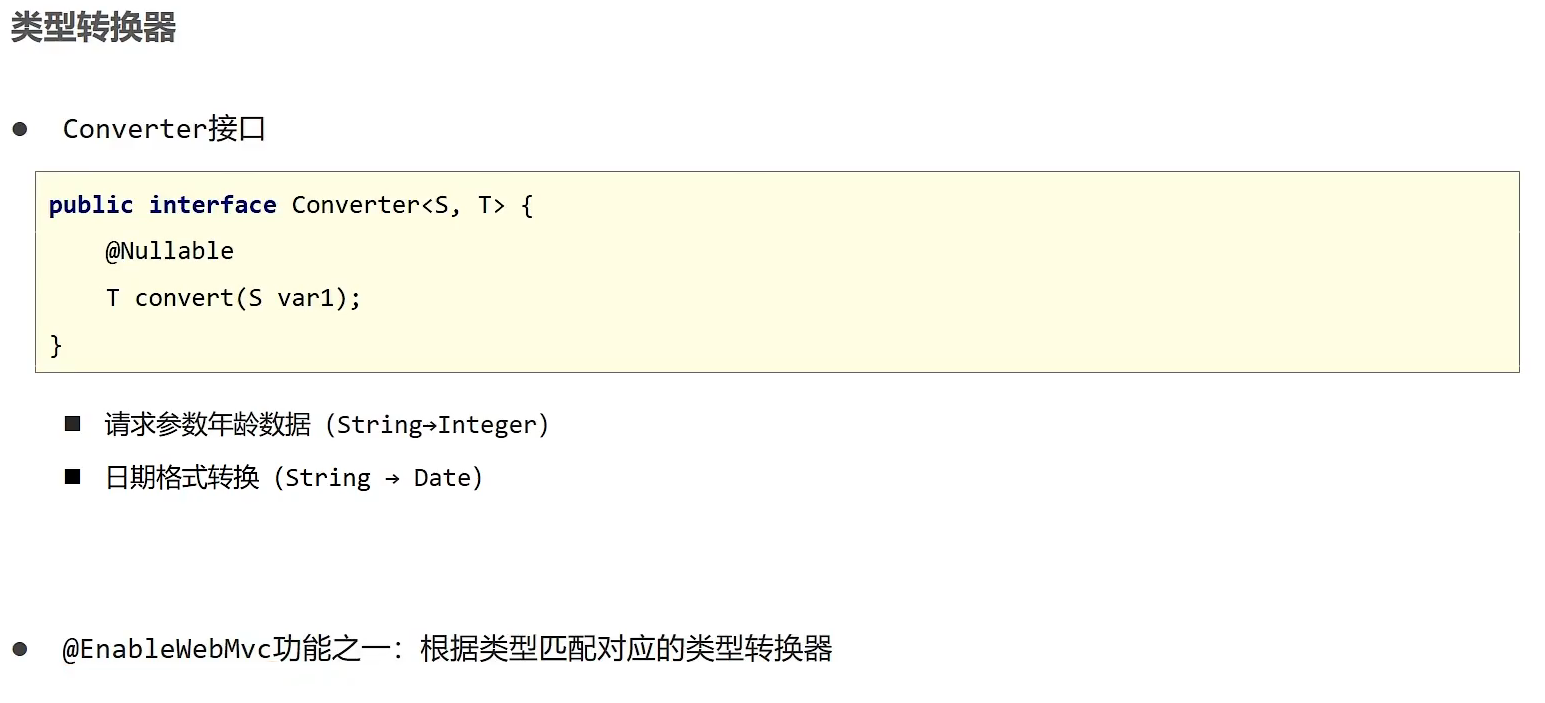 类型转换器
● Converter接口
public interface Converter<S, T> {
    @Nullable
    T convert(S var1);
}
■ 请求参数年龄数据（String→Integer）
■ 日期格式转换（String → Date）
● @EnableWebMvc功能之一：根据类型匹配对应的类型转换器